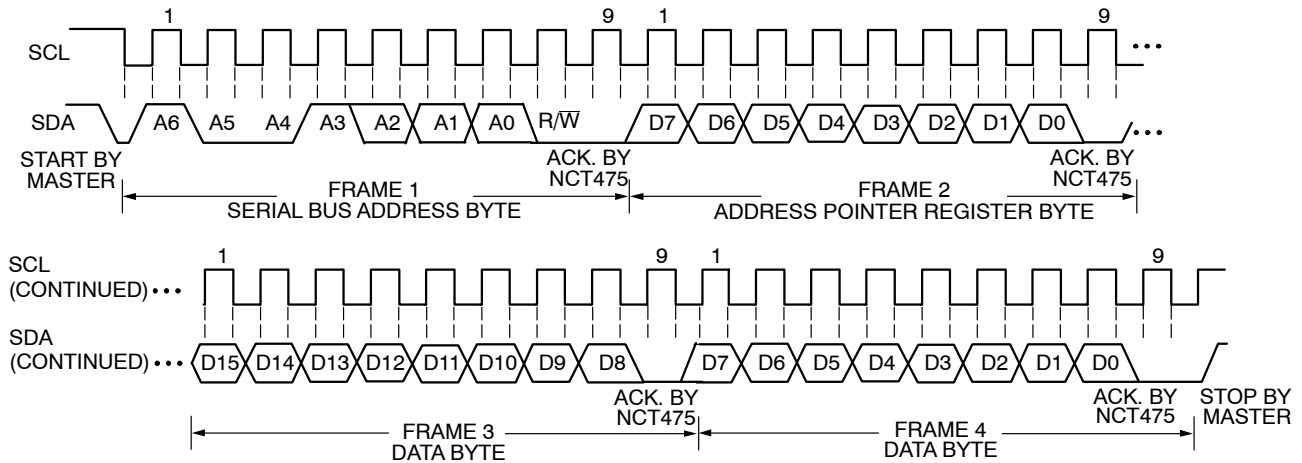 1 9 1 9
SCL
SDA A6 A5 A4 A3 A2 A1 A0 R/W̅ D7 D6 D5 D4 D3 D2 D1 D0
START BY
MASTER
ACK. BY
NCT475
ACK. BY
NCT475
FRAME 1
SERIAL BUS ADDRESS BYTE
FRAME 2
ADDRESS POINTER REGISTER BYTE
1 9 1 9
SCL
(CONTINUED)
SDA
(CONTINUED)
D15 D14 D13 D12 D11 D10 D9 D8 D7 D6 D5 D4 D3 D2 D1 D0
ACK. BY
NCT475
ACK. BY
NCT475
STOP BY
MASTER
FRAME 3
DATA BYTE
FRAME 4
DATA BYTE